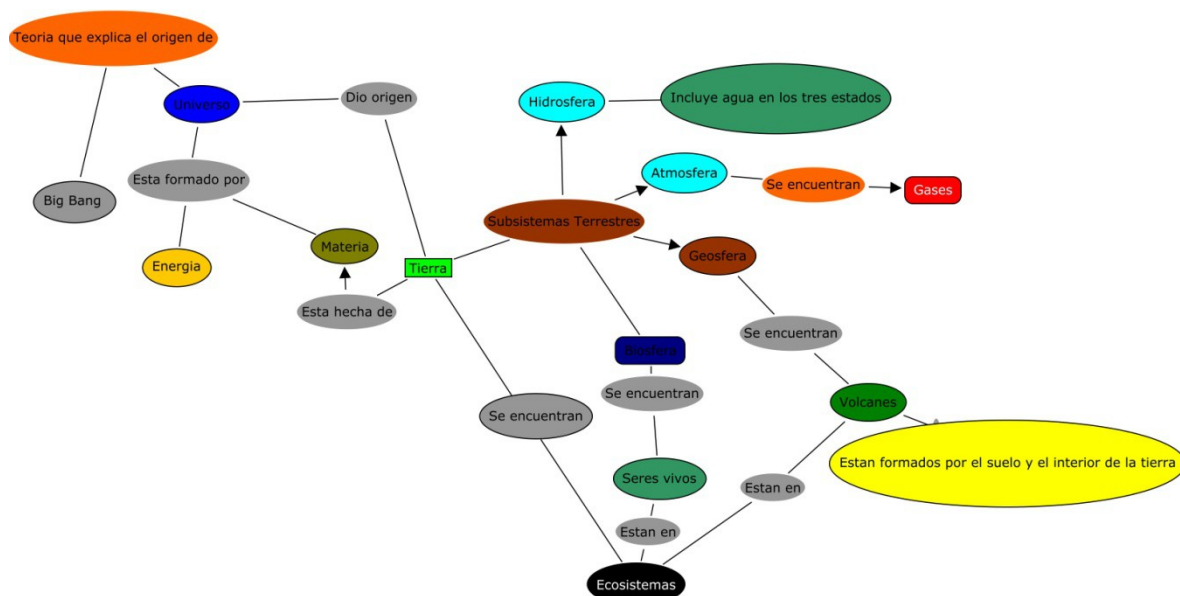 Teoria que explica el origen de
Universo
Dio origen
Hidrosfera
Incluye agua en los tres estados
Esta formado por
Big Bang
Atmosfera
Se encuentran
Gases
Subsistemas Terrestres
Materia
Energia
Tierra
Geosfera
Esta hecha de
Se encuentran
Biosfera
Se encuentran
Volcanes
Se encuentran
Estan formados por el suelo y el interior de la tierra
Seres vivos
Estan en
Estan en
Ecosistemas